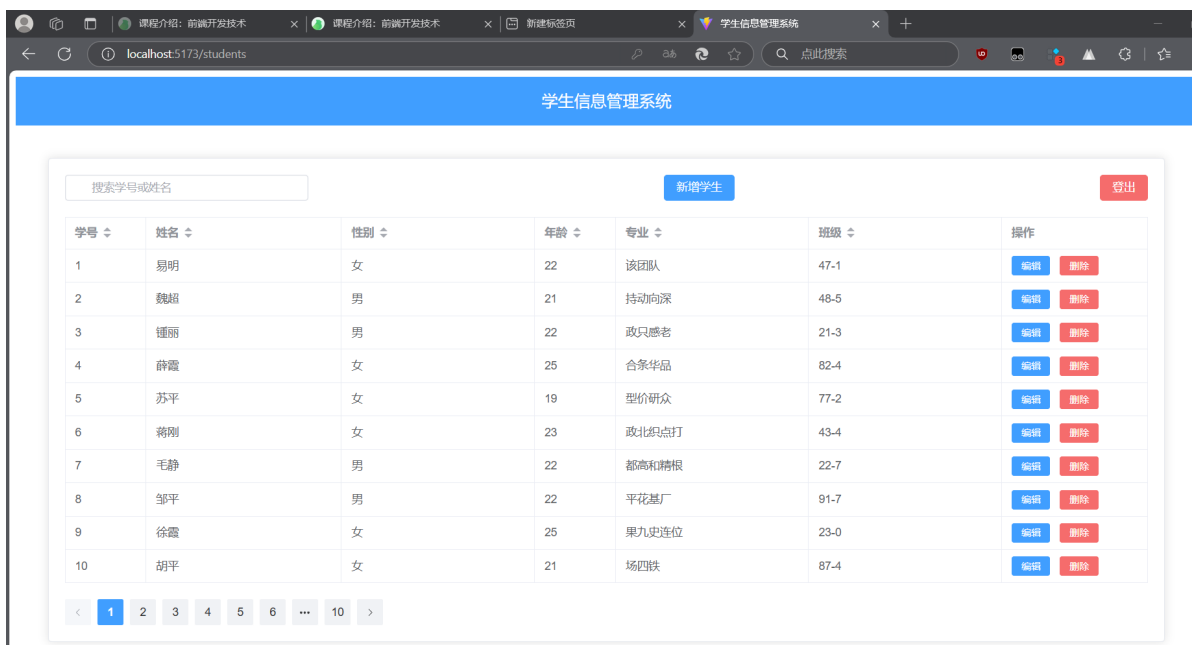 课程介绍：前端开发技术 课程介绍：前端开发技术 新建标签页 学生信息管理系统
localhost:5173/students 点此搜索 3
学生信息管理系统
搜索学号或姓名 新增学生 登出
学号 姓名 性别 年龄 专业 班级 操作
1 易明 女 22 该团队 47-1 编辑 删除
2 魏超 男 21 持动向深 48-5 编辑 删除
3 锺丽 男 22 政只感老 21-3 编辑 删除
4 薛霞 女 25 合条华品 82-4 编辑 删除
5 苏平 女 19 型价研众 77-2 编辑 删除
6 蒋刚 女 23 政北织点打 43-4 编辑 删除
7 毛静 男 22 都高和精根 22-7 编辑 删除
8 邹平 男 22 平花基厂 91-7 编辑 删除
9 徐霞 女 25 果九史连位 23-0 编辑 删除
10 胡平 女 21 场四铁 87-4 编辑 删除
1 2 3 4 5 6 ··· 10